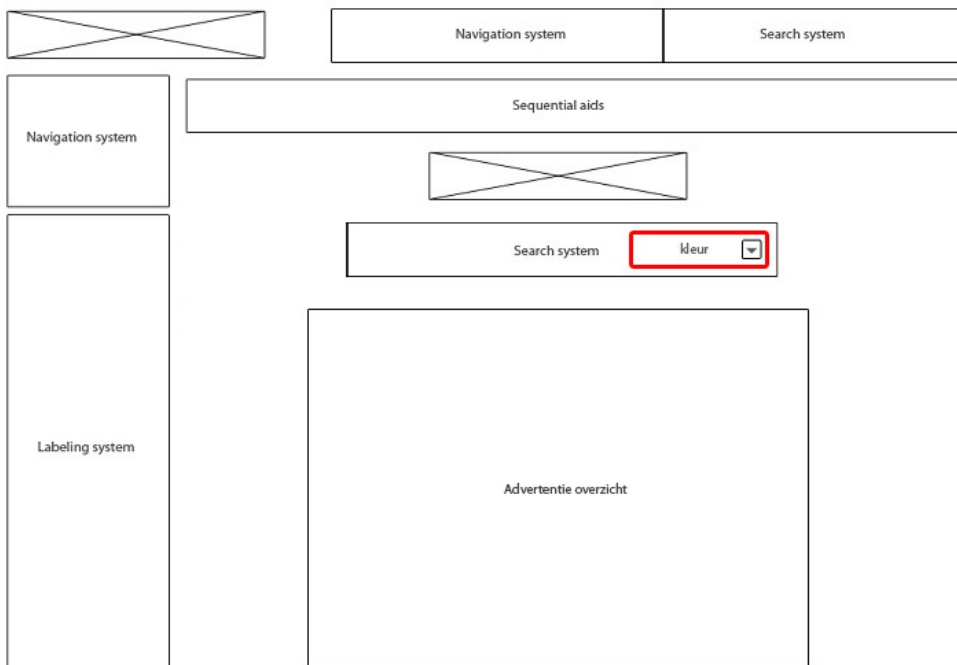 Navigation system
Search system
Sequential aids
Navigation system
Search system
kleur
Labeling system
Advertentie overzicht